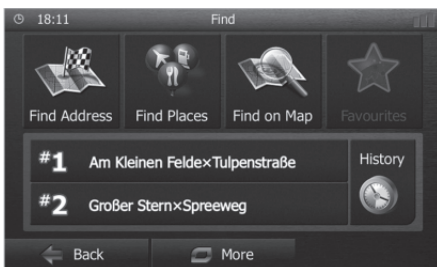 18:11 Find
Find Address Find Places Find on Map Favourites
#1 Am Kleinen Felde×Tulpenstraße History
#2 Großer Stern×Spreeweg
Back More